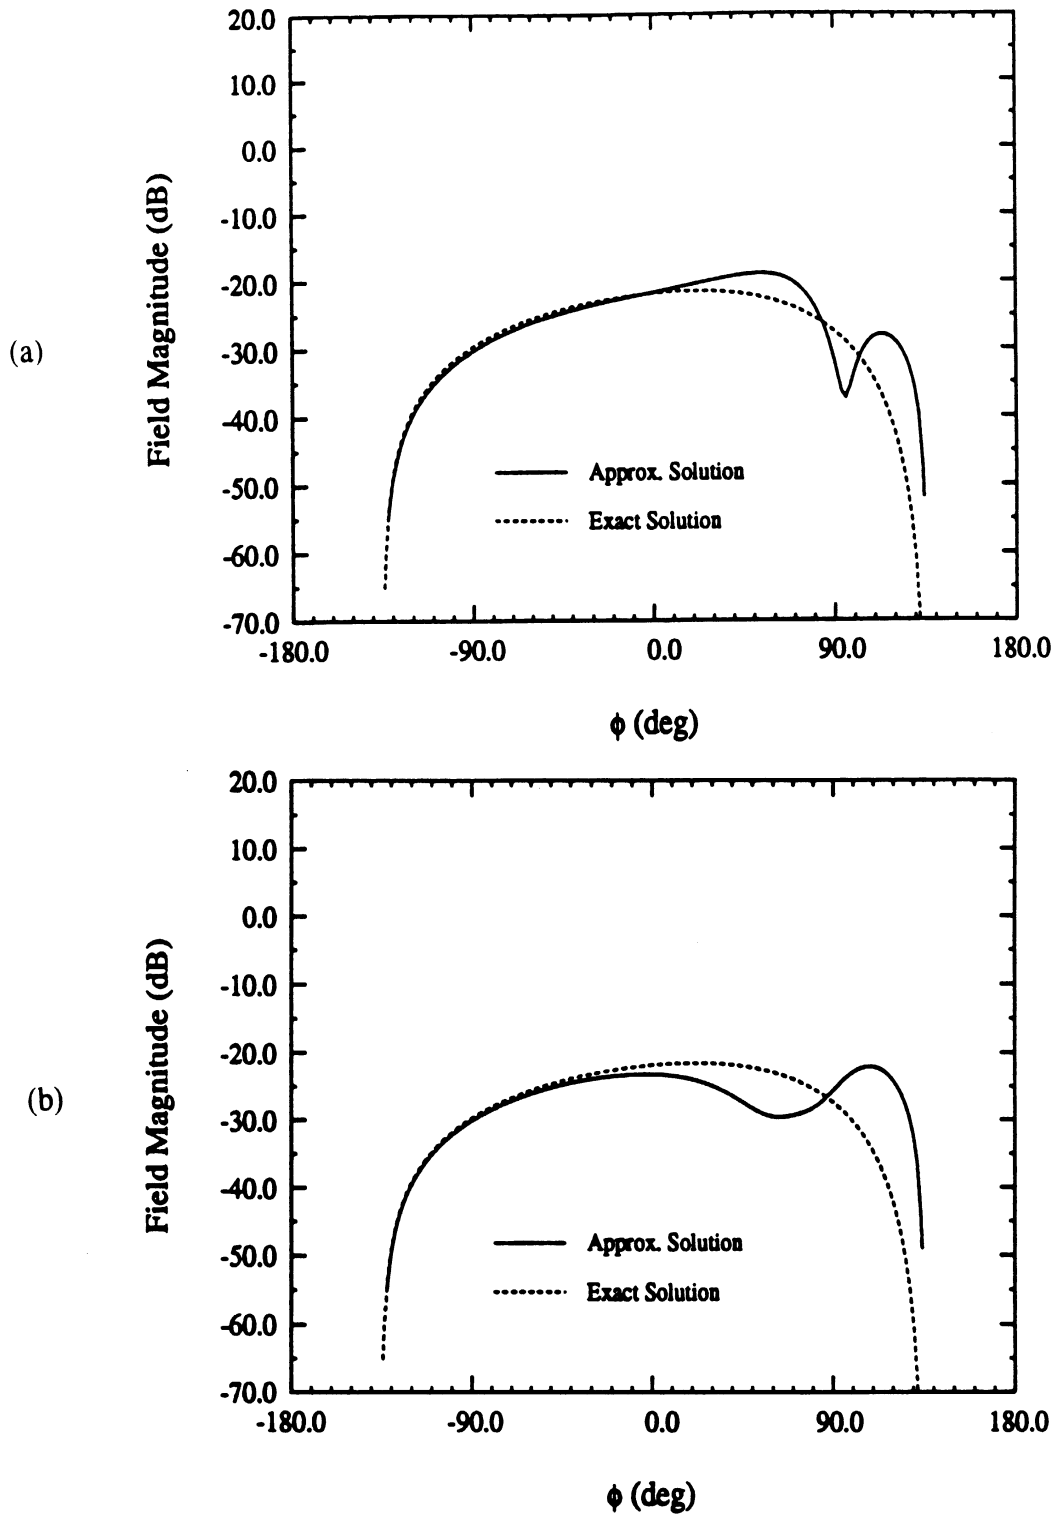 (a)
Field Magnitude (dB)
20.0
10.0
0.0
-10.0
-20.0
-30.0
-40.0
-50.0
-60.0
-70.0
Approx. Solution
Exact Solution
-180.0 -90.0 0.0 90.0 180.0
ϕ (deg)
(b)
Field Magnitude (dB)
20.0
10.0
0.0
-10.0
-20.0
-30.0
-40.0
-50.0
-60.0
-70.0
Approx. Solution
Exact Solution
-180.0 -90.0 0.0 90.0 180.0
ϕ (deg)